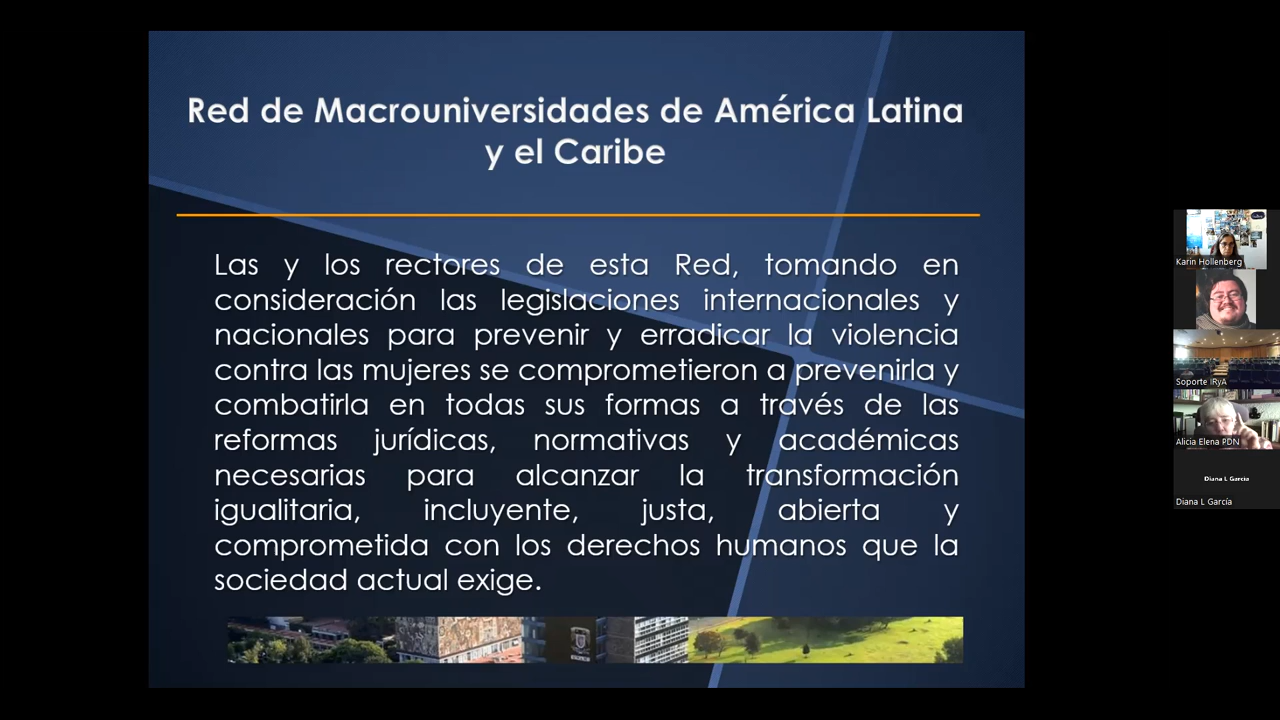 Red de Macrouniversidades de América Latina
y el Caribe
Las y los rectores de esta Red, tomando en
consideración las legislaciones internacionales y
nacionales para prevenir y erradicar la violencia
contra las mujeres se comprometieron a prevenirla y
combatirla en todas sus formas a través de las
reformas jurídicas, normativas y académicas
necesarias para alcanzar la transformación
igualitaria, incluyente, justa, abierta y
comprometida con los derechos humanos que la
sociedad actual exige.
Karin Hollenberg
Soporte IRyA
Alicia Elena PDN
Diana L García
Diana L García